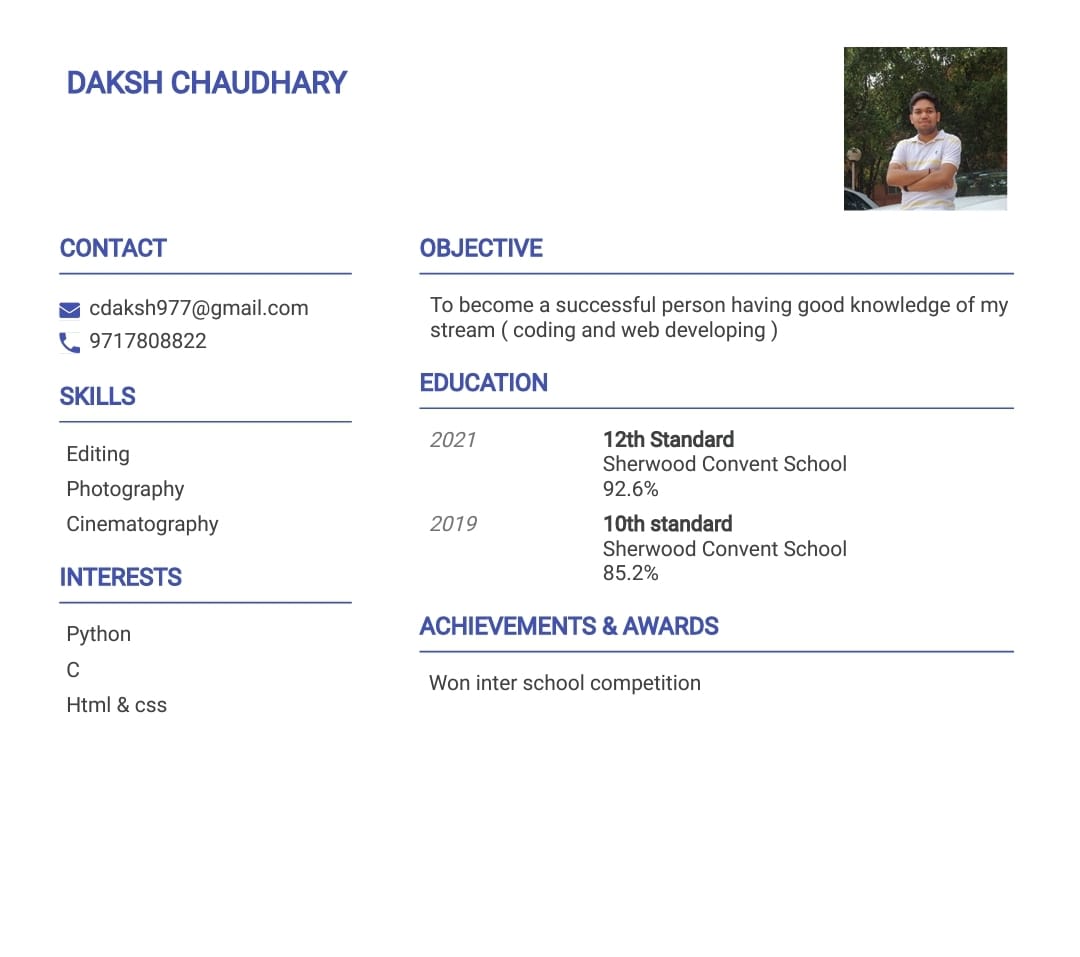 DAKSH CHAUDHARY
CONTACT
cdaksh977@gmail.com
9717808822
SKILLS
Editing
Photography
Cinematography
INTERESTS
Python
C
Html & css
OBJECTIVE
To become a successful person having good knowledge of my
stream ( coding and web developing )
EDUCATION
2021
12th Standard
Sherwood Convent School
92.6%
2019
10th standard
Sherwood Convent School
85.2%
ACHIEVEMENTS & AWARDS
Won inter school competition